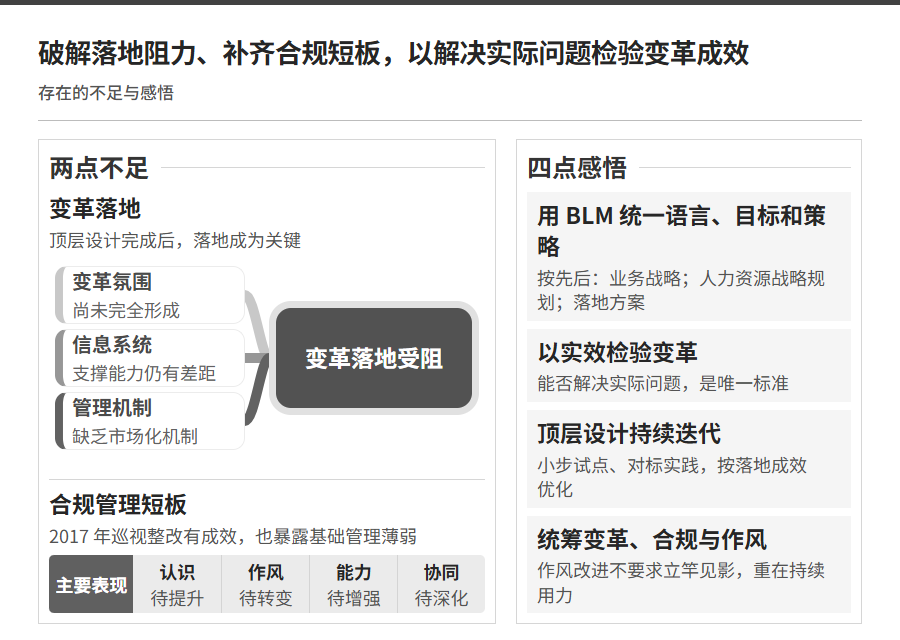 破解落地阻力、补齐合规短板，以解决实际问题检验变革成效
存在的不足与感悟
两点不足
变革落地
顶层设计完成后，落地成为关键
变革氛围
尚未完全形成
信息系统
支撑能力仍有差距
管理机制
缺乏市场化机制
变革落地受阻
合规管理短板
2017 年巡视整改有成效，也暴露基础管理薄弱
主要表现
认识
待提升
作风
待转变
能力
待增强
协同
待深化
四点感悟
用 BLM 统一语言、目标和策
略
按先后：业务战略；人力资源战略规
划；落地方案
以实效检验变革
能否解决实际问题，是唯一标准
顶层设计持续迭代
小步试点、对标实践，按落地成效
优化
统筹变革、合规与作风
作风改进不要求立竿见影，重在持续
用力